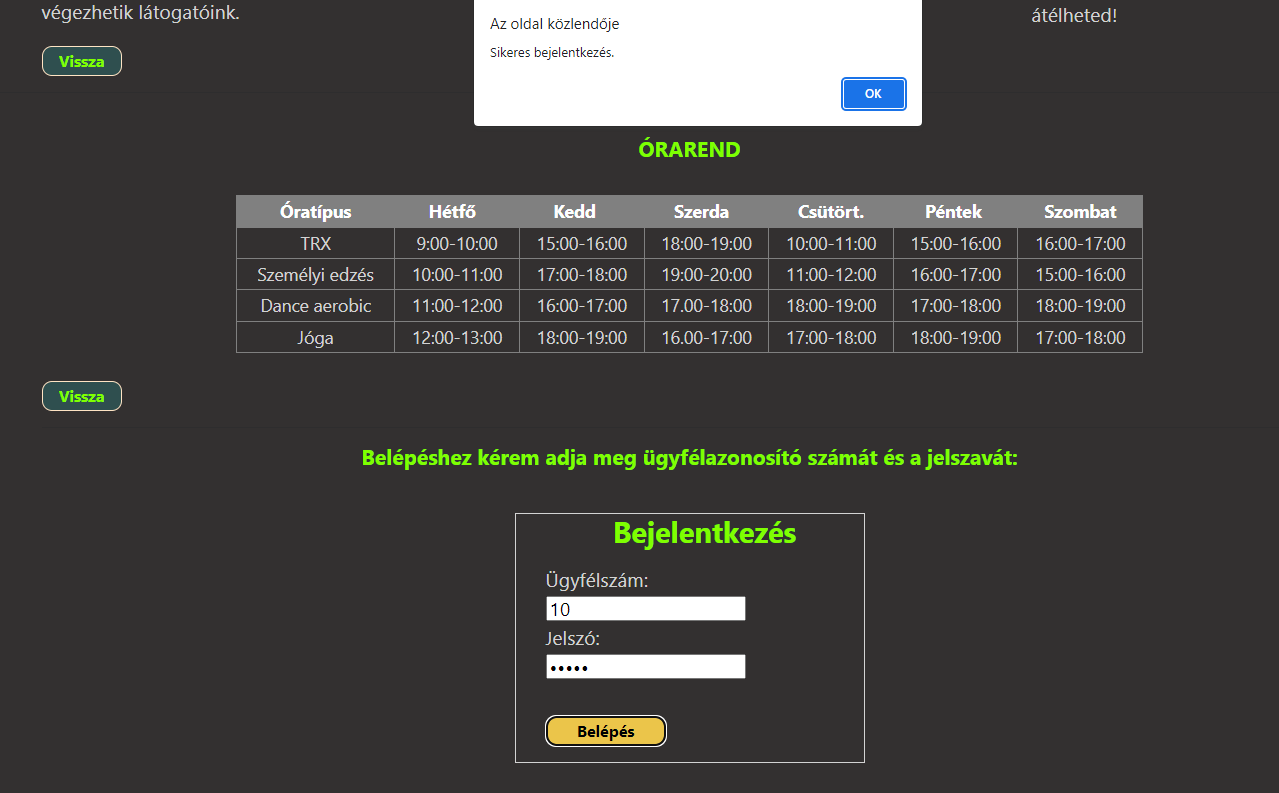 végezhetik látogatóink.
átélheted!
Az oldal közlendője
Sikeres bejelentkezés.
OK
Vissza
ÓRAREND
Óratípus Hétfő Kedd Szerda Csütört. Péntek Szombat
TRX 9:00-10:00 15:00-16:00 18:00-19:00 10:00-11:00 15:00-16:00 16:00-17:00
Személyi edzés 10:00-11:00 17:00-18:00 19:00-20:00 11:00-12:00 16:00-17:00 15:00-16:00
Dance aerobic 11:00-12:00 16:00-17:00 17.00-18:00 18:00-19:00 17:00-18:00 18:00-19:00
Jóga 12:00-13:00 18:00-19:00 16.00-17:00 17:00-18:00 18:00-19:00 17:00-18:00
Vissza
Belépéshez kérem adja meg ügyfélazonosító számát és a jelszavát:
Bejelentkezés
Ügyfélszám:
10
Jelszó:
•••••
Belépés